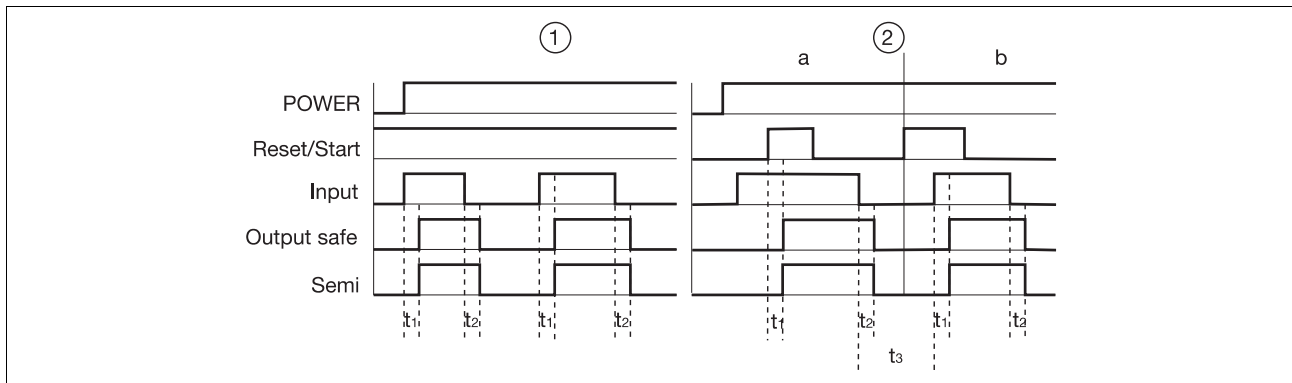 ① ②
a b
POWER
Reset/Start
Input
Output safe
Semi
t1 t2 t1 t2 t1 t2 t1 t2
t3